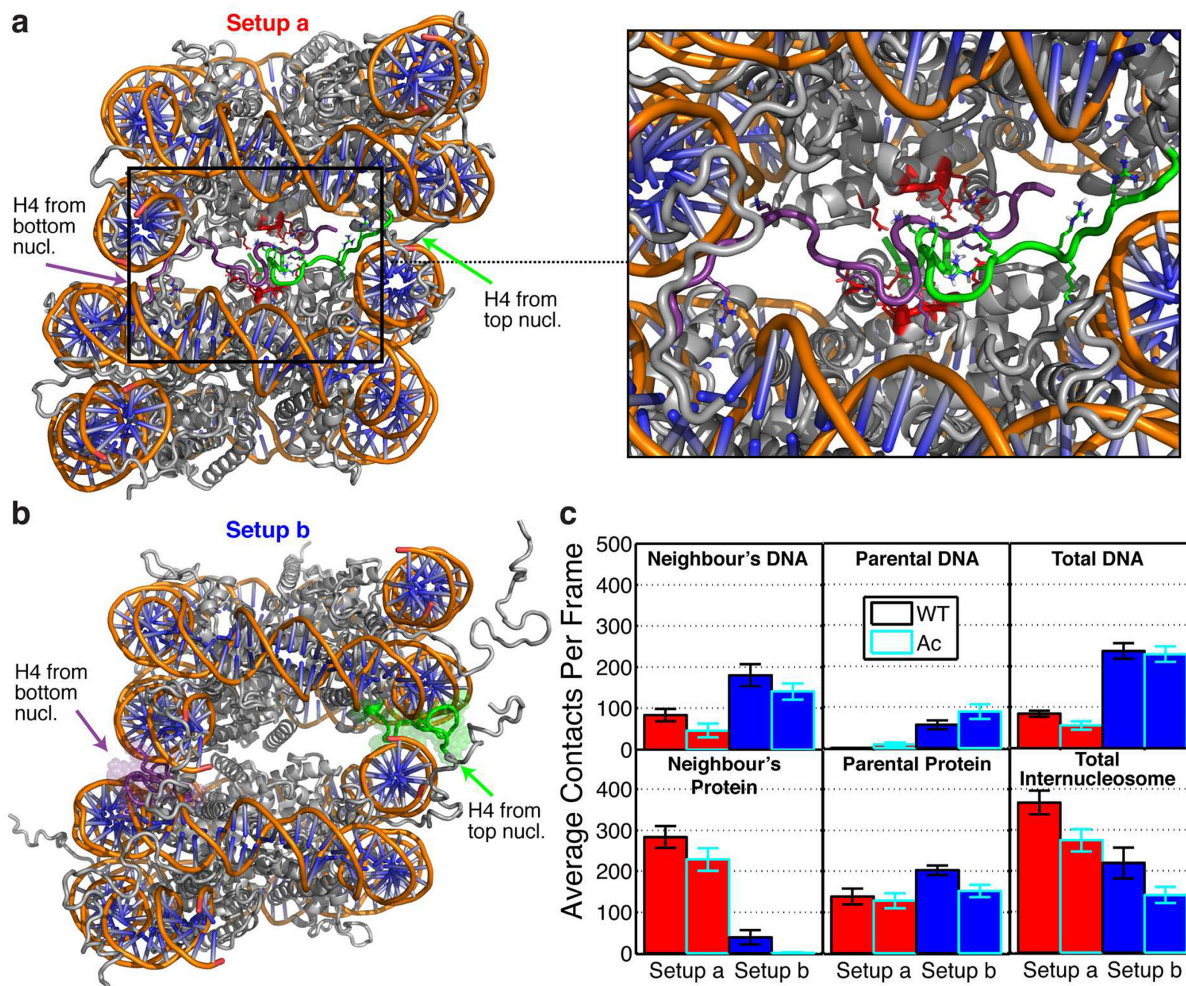 a
Setup a
H4 from
bottom
nucl.
H4 from
top nucl.
b
Setup b
H4 from
bottom
nucl.
H4 from
top nucl.
c
Average Contacts Per Frame
500
400
300
200
100
0
Neighbour's DNA
Parental DNA
WT
Ac
Total DNA
400
300
200
100
0
Neighbour's
Protein
Parental Protein
Total
Internucleosome
Setup a Setup b
Setup a Setup b
Setup a Setup b